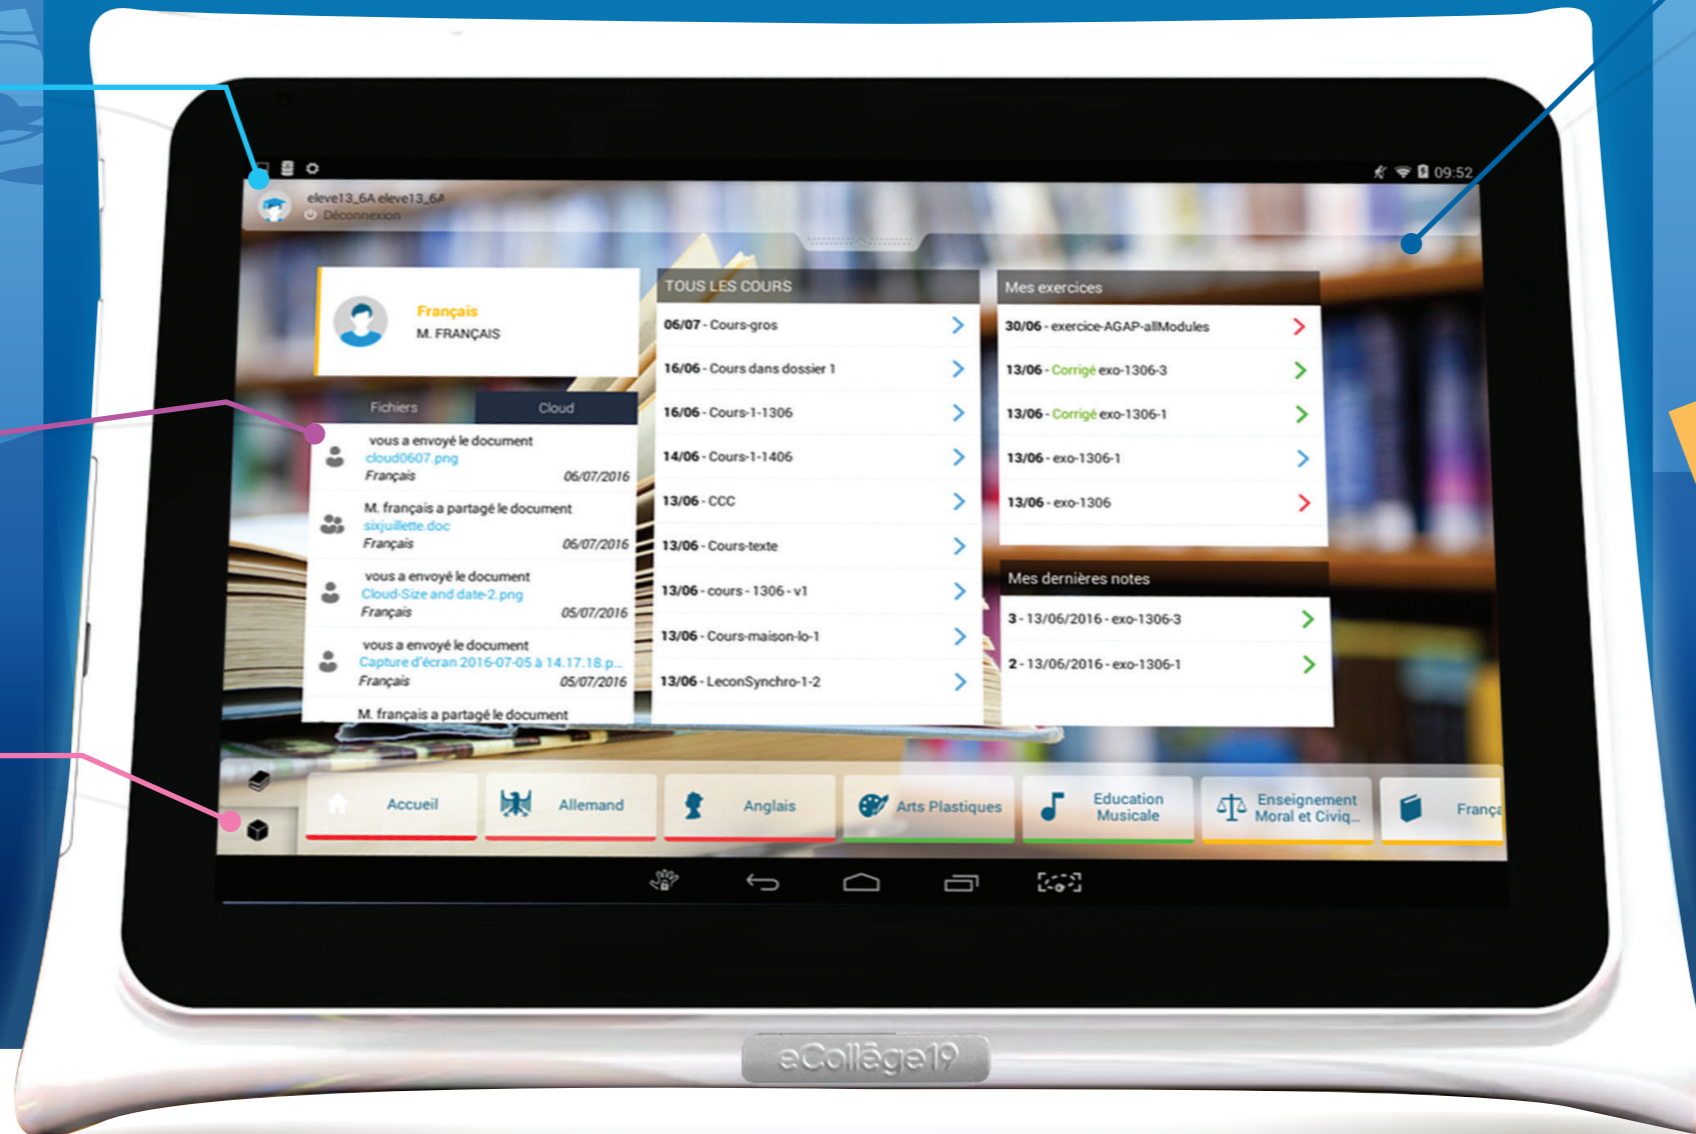 09:52
eleve13_6A eleve13_6A
Déconnexion
Français
M. FRANÇAIS
Fichiers
Cloud
vous a envoyé le document
cloud0607.png
Français
06/07/2016
M. français a partagé le document
sixjuillette.doc
Français
06/07/2016
vous a envoyé le document
Cloud-Size and date-2.png
Français
05/07/2016
vous a envoyé le document
Capture d'écran 2016-07-05 à 14.17.18.p...
Français
05/07/2016
M. français a partagé le document
TOUS LES COURS
06/07 - Cours-gros
16/06 - Cours dans dossier 1
16/06 - Cours-1-1306
14/06 - Cours-1-1406
13/06 - CCC
13/06 - Cours-texte
13/06 - cours - 1306 - v1
13/06 - Cours-maison-lo-1
13/06 - LeconSynchro-1-2
Mes exercices
30/06 - exercice-AGAP-allModules
13/06 - Corrigé exo-1306-3
13/06 - Corrigé exo-1306-1
13/06 - exo-1306-1
13/06 - exo-1306
Mes dernières notes
3 - 13/06/2016 - exo-1306-3
2 - 13/06/2016 - exo-1306-1
Accueil
Allemand
Anglais
Arts Plastiques
Education
Musicale
Enseignement
Moral et Civiq...
França
eCollège19